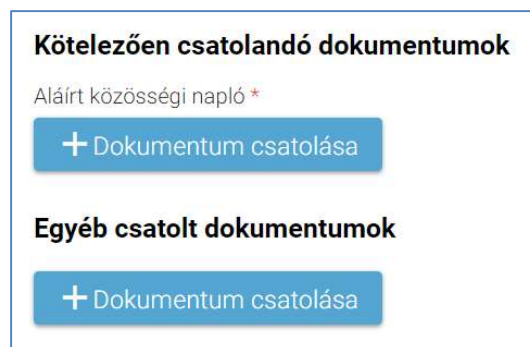 Kötelezően csatolandó dokumentumok
Aláírt közösségi napló *
+ Dokumentum csatolása
Egyéb csatolt dokumentumok
+ Dokumentum csatolása